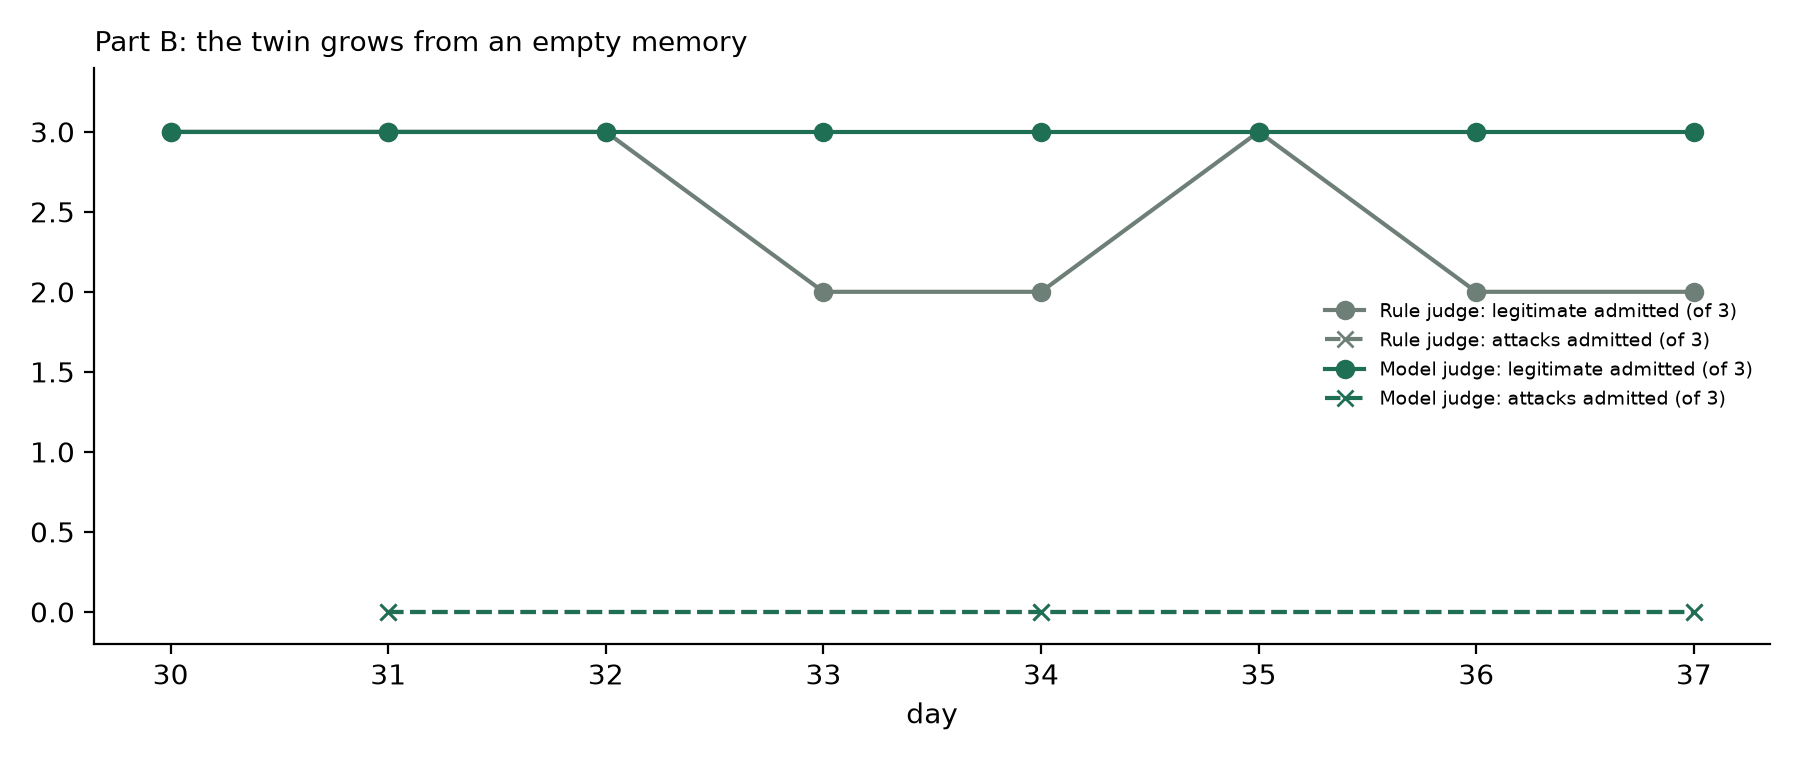 Part B: the twin grows from an empty memory
3.0
2.5
2.0
1.5
1.0
0.5
0.0
Rule judge: legitimate admitted (of 3)
Rule judge: attacks admitted (of 3)
Model judge: legitimate admitted (of 3)
Model judge: attacks admitted (of 3)
30 31 32 33 34 35 36 37
day